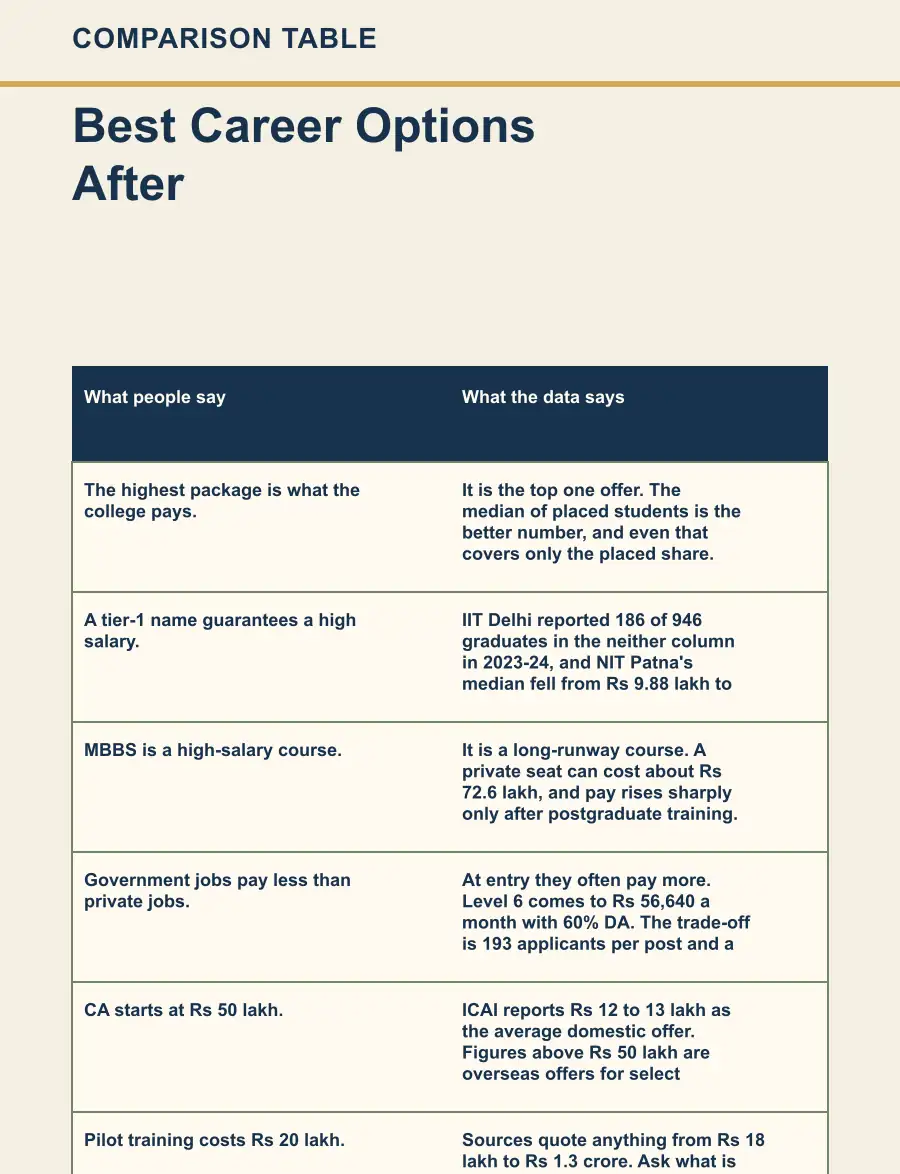 COMPARISON TABLE
Best Career Options
After
What people say
What the data says
The highest package is what the
college pays.
It is the top one offer. The
median of placed students is the
better number, and even that
covers only the placed share.
A tier-1 name guarantees a high
salary.
IIT Delhi reported 186 of 946
graduates in the neither column
in 2023-24, and NIT Patna's
median fell from Rs 9.88 lakh to
MBBS is a high-salary course.
It is a long-runway course. A
private seat can cost about Rs
72.6 lakh, and pay rises sharply
only after postgraduate training.
Government jobs pay less than
private jobs.
At entry they often pay more.
Level 6 comes to Rs 56,640 a
month with 60% DA. The trade-off
is 193 applicants per post and a
CA starts at Rs 50 lakh.
ICAI reports Rs 12 to 13 lakh as
the average domestic offer.
Figures above Rs 50 lakh are
overseas offers for select
Pilot training costs Rs 20 lakh.
Sources quote anything from Rs 18
lakh to Rs 1.3 crore. Ask what is